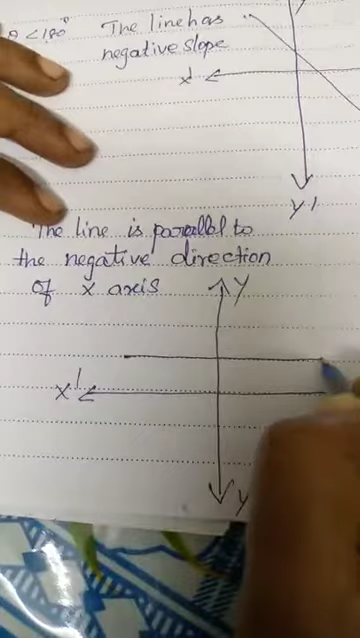 θ < 180° The line has
negative slope
x'
y'
The line is parallel to
the negative direction
of x axis
y
x'
y